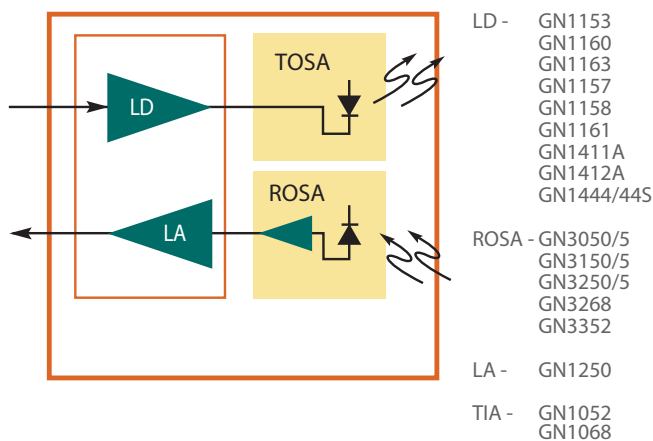 TOSA
LD
ROSA
LA
LD - GN1153
GN1160
GN1163
GN1157
GN1158
GN1161
GN1411A
GN1412A
GN1444/44S
ROSA - GN3050/5
GN3150/5
GN3250/5
GN3268
GN3352
LA - GN1250
TIA - GN1052
GN1068